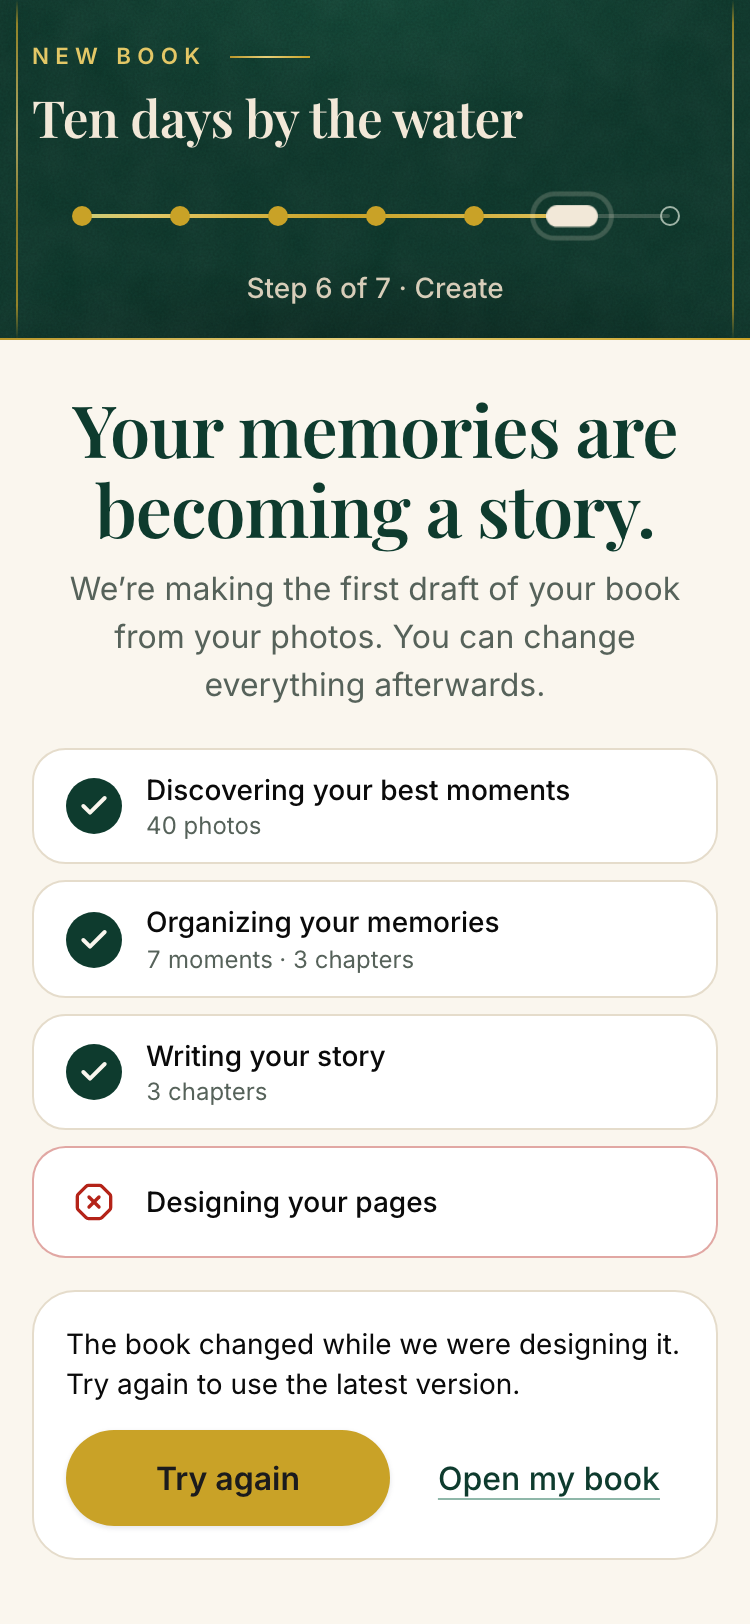 NEW BOOK
Ten days by the water
Step 6 of 7 · Create
Your memories are
becoming a story.
We’re making the first draft of your book
from your photos. You can change
everything afterwards.
Discovering your best moments
40 photos
Organizing your memories
7 moments · 3 chapters
Writing your story
3 chapters
Designing your pages
The book changed while we were designing it.
Try again to use the latest version.
Try again
Open my book